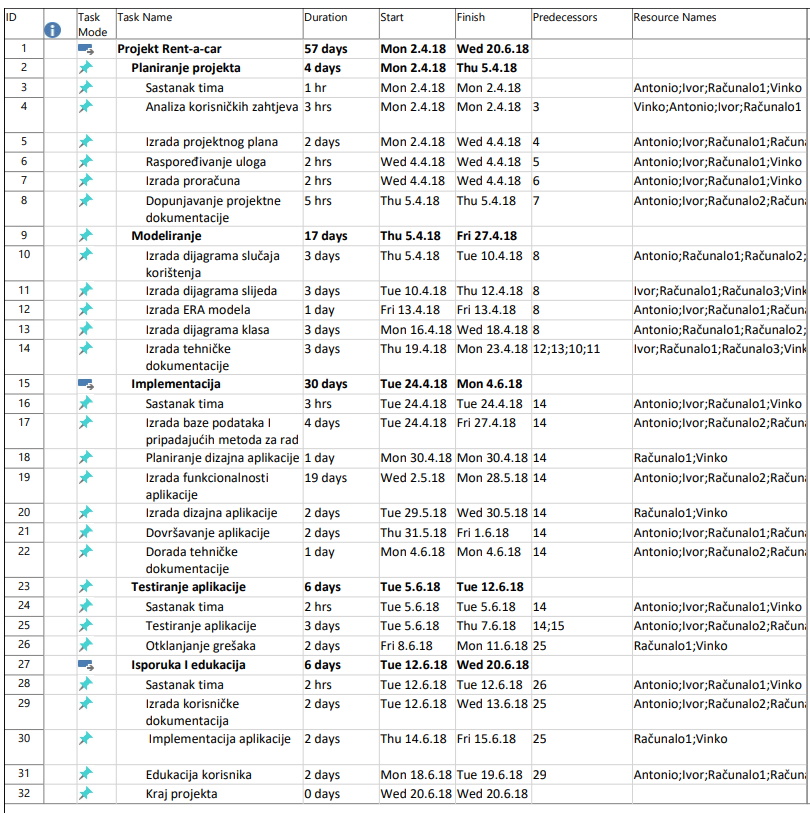 ID Task Mode Task Name Duration Start Finish Predecessors Resource Names
1 Projekt Rent-a-car 57 days Mon 2.4.18 Wed 20.6.18
2 Planiranje projekta 4 days Mon 2.4.18 Thu 5.4.18
3 Sastanak tima 1 hr Mon 2.4.18 Mon 2.4.18 Antonio;Ivor;Računalo1;Vinko
4 Analiza korisničkih zahtjeva 3 hrs Mon 2.4.18 Mon 2.4.18 3 Vinko;Antonio;Ivor;Računalo1
5 Izrada projektnog plana 2 days Mon 2.4.18 Wed 4.4.18 4 Antonio;Ivor;Računalo1;Račun
6 Raspoređivanje uloga 2 hrs Wed 4.4.18 Wed 4.4.18 5 Antonio;Ivor;Računalo1;Vinko
7 Izrada proračuna 2 hrs Wed 4.4.18 Wed 4.4.18 6 Antonio;Ivor;Računalo1;Vinko
8 Dopunjavanje projektne 5 hrs Thu 5.4.18 Thu 5.4.18 7 Antonio;Ivor;Računalo2;Račun
dokumentacije
9 Modeliranje 17 days Thu 5.4.18 Fri 27.4.18
10 Izrada dijagrama slučaja 3 days Thu 5.4.18 Tue 10.4.18 8 Antonio;Računalo1;Računalo2;
korištenja
11 Izrada dijagrama slijeda 3 days Tue 10.4.18 Thu 12.4.18 8 Ivor;Računalo1;Računalo3;Vink
12 Izrada ERA modela 1 day Fri 13.4.18 Fri 13.4.18 8 Antonio;Ivor;Računalo1;Vinko
13 Izrada dijagrama klasa 3 days Mon 16.4.18 Wed 18.4.18 8 Antonio;Računalo1;Računalo2;
14 Izrada tehničke 3 days Thu 19.4.18 Mon 23.4.18 12;13;10;11 Ivor;Računalo1;Računalo3;Vink
dokumentacije
15 Implementacija 30 days Tue 24.4.18 Mon 4.6.18
16 Sastanak tima 3 hrs Tue 24.4.18 Tue 24.4.18 14 Antonio;Ivor;Računalo1;Vinko
17 Izrada baze podataka I 4 days Tue 24.4.18 Fri 27.4.18 14 Antonio;Ivor;Računalo2;Račun
pripadajućih metoda za rad
18 Planiranje dizajna aplikacije 1 day Mon 30.4.18 Mon 30.4.18 14 Računalo1;Vinko
19 Izrada funkcionalnosti 19 days Wed 2.5.18 Mon 28.5.18 14 Antonio;Ivor;Računalo2;Račun
aplikacije
20 Izrada dizajna aplikacije 2 days Tue 29.5.18 Wed 30.5.18 14 Računalo1;Vinko
21 Dovršavanje aplikacije 2 days Thu 31.5.18 Fri 1.6.18 14 Antonio;Ivor;Računalo1;Račun
22 Dorada tehničke 1 day Mon 4.6.18 Mon 4.6.18 14 Antonio;Ivor;Računalo2;Račun
dokumentacije
23 Testiranje aplikacije 6 days Tue 5.6.18 Tue 12.6.18
24 Sastanak tima 2 hrs Tue 5.6.18 Tue 5.6.18 14 Antonio;Ivor;Računalo1;Vinko
25 Testiranje aplikacije 3 days Tue 5.6.18 Thu 7.6.18 14;15 Antonio;Ivor;Računalo2;Račun
26 Otklanjanje grešaka 2 days Fri 8.6.18 Mon 11.6.18 25 Računalo1;Vinko
27 Isporuka I edukacija 6 days Tue 12.6.18 Wed 20.6.18
28 Sastanak tima 2 hrs Tue 12.6.18 Tue 12.6.18 26 Antonio;Ivor;Računalo1;Vinko
29 Izrada korisničke 2 days Tue 12.6.18 Wed 13.6.18 25 Antonio;Ivor;Računalo2;Račun
dokumentacija
30 Implementacija aplikacije 2 days Thu 14.6.18 Fri 15.6.18 25 Računalo1;Vinko
31 Edukacija korisnika 2 days Mon 18.6.18 Tue 19.6.18 29 Antonio;Ivor;Računalo1;Račun
32 Kraj projekta 0 days Wed 20.6.18 Wed 20.6.18